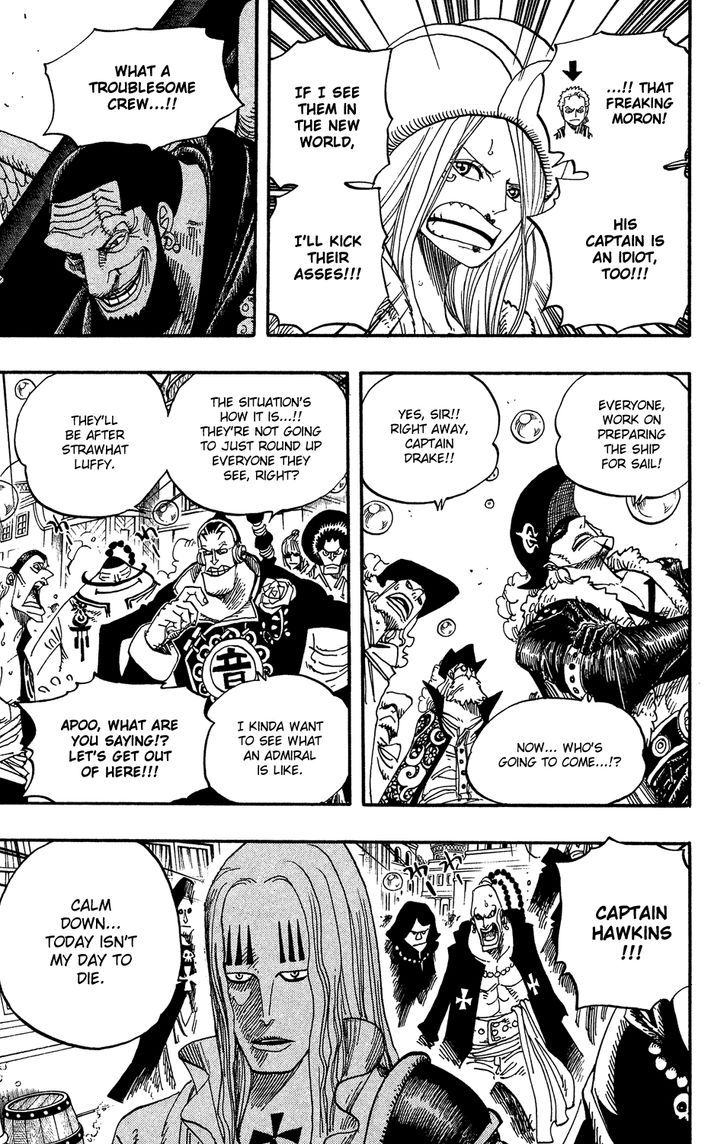 ...!! THAT
FREAKING
MORON!
HIS
CAPTAIN IS
AN IDIOT,
TOO!!!
IF I SEE
THEM IN
THE NEW
WORLD,
I'LL KICK
THEIR
ASSES!!!
WHAT A
TROUBLESOME
CREW...!!
EVERYONE,
WORK ON
PREPARING
THE SHIP
FOR SAIL!
YES, SIR!!
RIGHT AWAY,
CAPTAIN
DRAKE!!
NOW... WHO'S
GOING TO
COME...!?
THE SITUATION'S
HOW IT IS...!!
THEY'RE NOT GOING
TO JUST ROUND UP
EVERYONE THEY
SEE, RIGHT?
THEY'LL
BE AFTER
STRAWHAT
LUFFY.
音
I KINDA WANT
TO SEE WHAT
AN ADMIRAL
IS LIKE.
APOO, WHAT ARE
YOU SAYING!?
LET'S GET OUT
OF HERE!!!
CAPTAIN
HAWKINS
!!!
CALM
DOWN...
TODAY ISN'T
MY DAY TO
DIE.